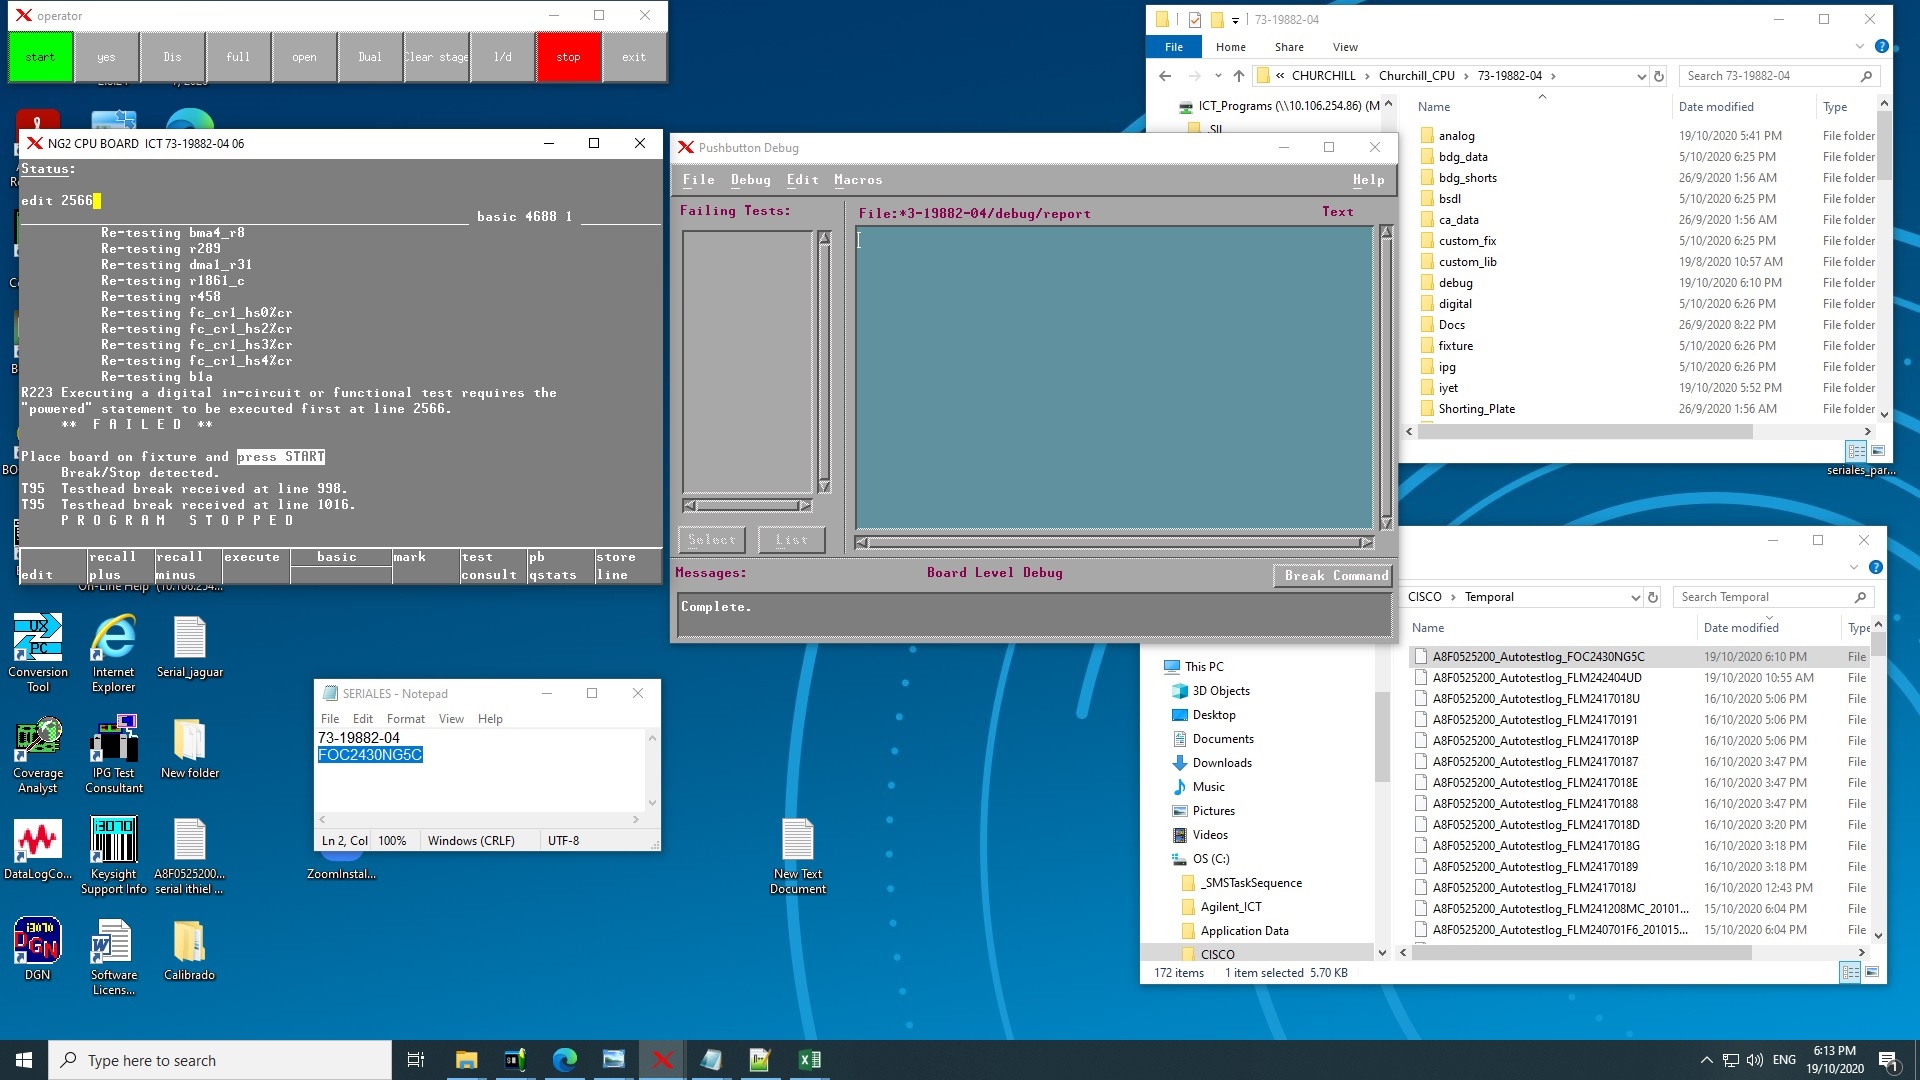 operator
start yes Dis full open Dual Clear stage l/d stop exit
NG2 CPU BOARD ICT 73-19882-04 06
Status:
edit 2566
basic 4688 1
Re-testing bma4_r8
Re-testing r289
Re-testing dma1_r31
Re-testing r1861_c
Re-testing r458
Re-testing fc_cr1_hs0%cr
Re-testing fc_cr1_hs2%cr
Re-testing fc_cr1_hs3%cr
Re-testing fc_cr1_hs4%cr
Re-testing b1a
R223 Executing a digital in-circuit or functional test requires the
"powered" statement to be executed first at line 2566.
** F A I L E D **
Place board on fixture and press START
Break/Stop detected.
T95 Testhead break received at line 998.
T95 Testhead break received at line 1016.
P R O G R A M S T O P P E D
edit
recall plus
recall minus
execute
basic
mark
test consult
pb qstats
store line
Pushbutton Debug
File Debug Edit Macros Help
Failing Tests:
File:*3-19882-04/debug/report Text
Select List
Messages: Board Level Debug Break Command
Complete.
73-19882-04
File Home Share View
« CHURCHILL › Churchill_CPU › 73-19882-04 ›
Search 73-19882-04
ICT_Programs (\\10.106.254.86) (M
_SII
Name Date modified Type
analog 19/10/2020 5:41 PM File folder
bdg_data 5/10/2020 6:25 PM File folder
bdg_shorts 26/9/2020 1:56 AM File folder
bsdl 5/10/2020 6:25 PM File folder
ca_data 26/9/2020 1:56 AM File folder
custom_fix 5/10/2020 6:25 PM File folder
custom_lib 19/8/2020 10:57 AM File folder
debug 19/10/2020 6:10 PM File folder
digital 5/10/2020 6:26 PM File folder
Docs 26/9/2020 8:22 PM File folder
fixture 5/10/2020 6:26 PM File folder
ipg 5/10/2020 6:26 PM File folder
iyet 19/10/2020 5:52 PM File folder
Shorting_Plate 26/9/2020 1:56 AM File folder
seriales_par...
CISCO › Temporal
Search Temporal
Name Date modified Type
A8F0525200_Autotestlog_FOC2430NG5C 19/10/2020 6:10 PM File
A8F0525200_Autotestlog_FLM242404UD 19/10/2020 10:55 AM File
A8F0525200_Autotestlog_FLM2417018U 16/10/2020 5:06 PM File
A8F0525200_Autotestlog_FLM24170191 16/10/2020 5:06 PM File
A8F0525200_Autotestlog_FLM2417018P 16/10/2020 5:06 PM File
A8F0525200_Autotestlog_FLM24170187 16/10/2020 3:47 PM File
A8F0525200_Autotestlog_FLM2417018E 16/10/2020 3:47 PM File
A8F0525200_Autotestlog_FLM24170188 16/10/2020 3:47 PM File
A8F0525200_Autotestlog_FLM2417018D 16/10/2020 3:20 PM File
A8F0525200_Autotestlog_FLM2417018G 16/10/2020 3:18 PM File
A8F0525200_Autotestlog_FLM24170189 16/10/2020 3:18 PM File
A8F0525200_Autotestlog_FLM2417018J 16/10/2020 12:43 PM File
A8F0525200_Autotestlog_FLM241208MC_20101... 15/10/2020 6:04 PM File
A8F0525200_Autotestlog_FLM240701F6_201015... 15/10/2020 6:04 PM File
This PC
3D Objects
Desktop
Documents
Downloads
Music
Pictures
Videos
OS (C:)
_SMSTaskSequence
Agilent_ICT
Application Data
CISCO
172 items 1 item selected 5.70 KB
On-Line Help (10.106.254...
Conversion Tool
Internet Explorer
Serial_jaguar
Coverage Analyst
IPG Test Consultant
New folder
DataLogCo...
Keysight Support Info
A8F0525200... serial ithiel ...
DGN
Software Licens...
Calibrado
SERIALES - Notepad
File Edit Format View Help
73-19882-04
FOC2430NG5C
Ln 2, Col 100% Windows (CRLF) UTF-8
ZoomInstal...
New Text Document
Type here to search
ENG
6:13 PM
19/10/2020
1